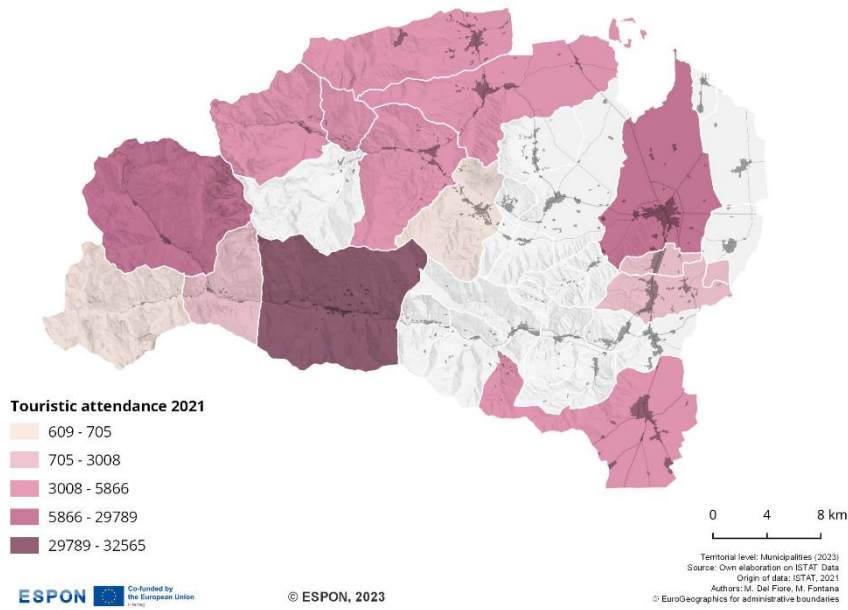 Touristic attendance 2021
609 - 705
705 - 3008
3008 - 5866
5866 - 29789
29789 - 32565
0 4 8 km
Territorial level: Municipalities (2023)
Source: Own elaboration on ISTAT Data
Origin of data: ISTAT, 2021
Authors: M. Del Fiore, M. Fontana
© EuroGeographics for administrative boundaries
ESPON
Co-funded by
the European Union
Interreg
© ESPON, 2023